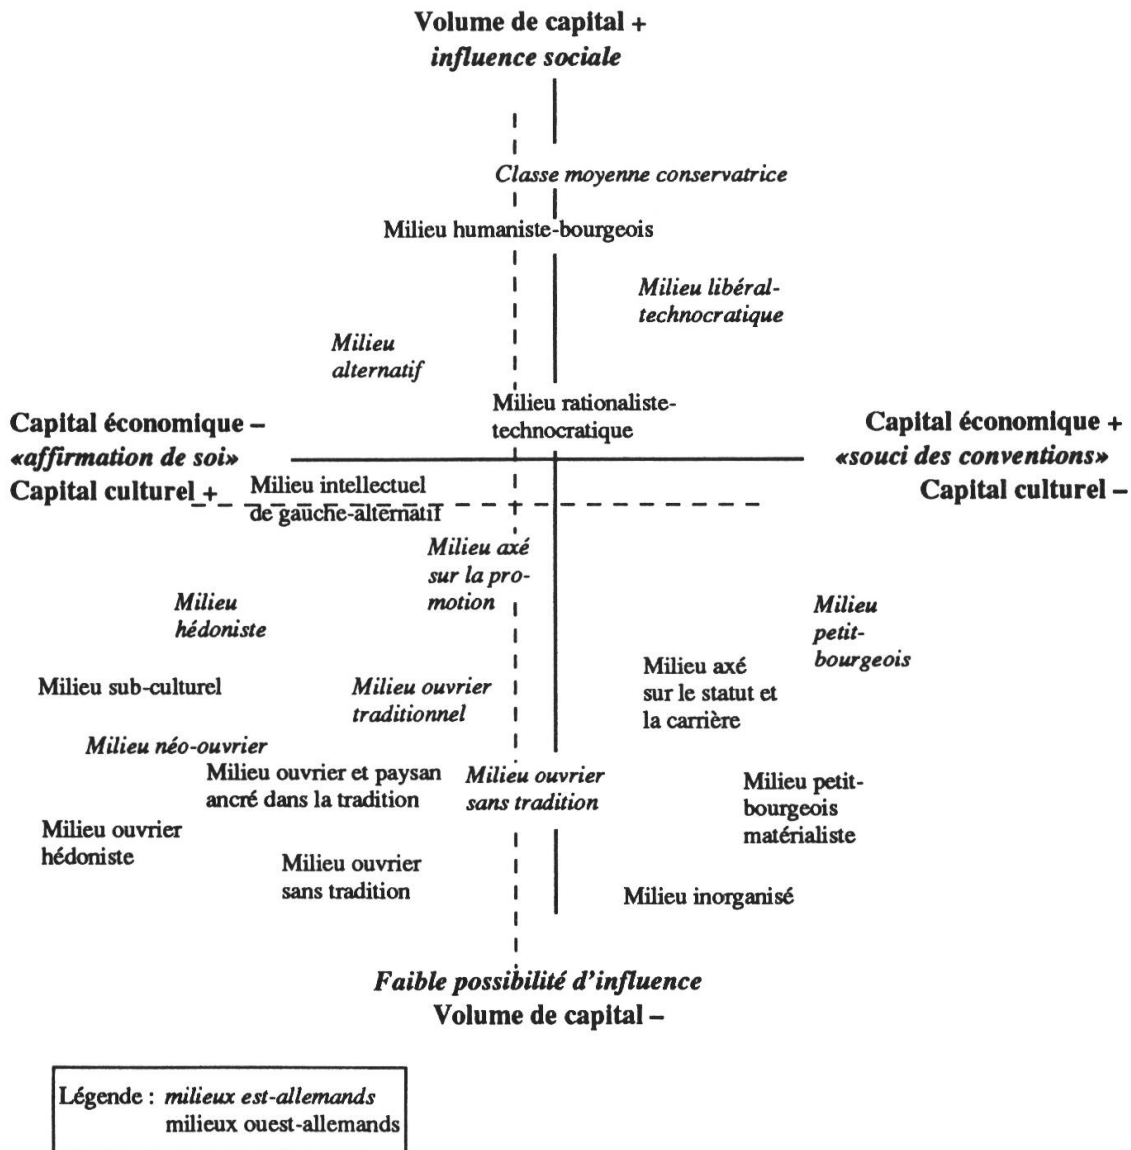 Volume de capital +
influence sociale
Classe moyenne conservatrice
Milieu humaniste-bourgeois
Milieu libéral-
technocratique
Milieu
alternatif
Milieu rationaliste-
technocratique
Capital économique –
«affirmation de soi»
Capital culturel +
Capital économique +
«souci des conventions»
Capital culturel –
Milieu intellectuel
de gauche-alternatif
Milieu axé
sur la pro-
motion
Milieu
hédoniste
Milieu
petit-
bourgeois
Milieu sub-culturel
Milieu ouvrier
traditionnel
Milieu axé
sur le statut et
la carrière
Milieu néo-ouvrier
Milieu ouvrier et paysan
ancré dans la tradition
Milieu ouvrier
sans tradition
Milieu petit-
bourgeois
matérialiste
Milieu ouvrier
hédoniste
Milieu ouvrier
sans tradition
Milieu inorganisé
Faible possibilité d'influence
Volume de capital –
Légende : milieux est-allemands
milieux ouest-allemands